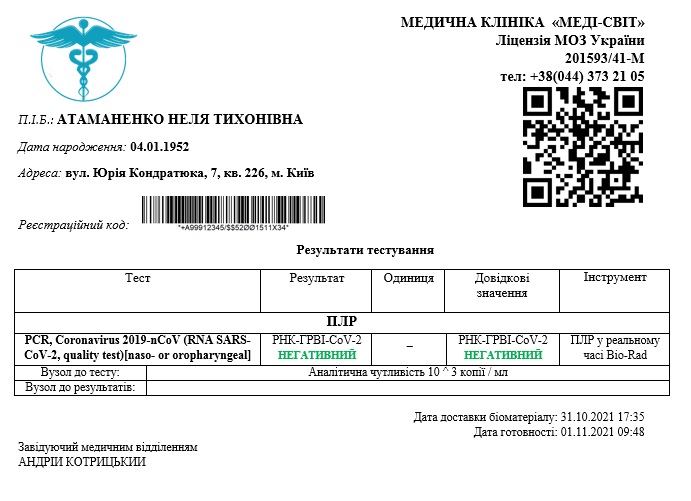 МЕДИЧНА КЛІНІКА «МЕДІ-СВІТ»
Ліцензія МОЗ України
201593/41-М
тел: +38(044) 373 21 05
П.І.Б.: АТАМАНЕНКО НЕЛЯ ТИХОНІВНА
Дата народження: 04.01.1952
Адреса: вул. Юрія Кондратюка, 7, кв. 226, м. Київ
Реєстраційний код: *+A99912345/$$52ØØ1511X34*
Результати тестування
Тест Результат Одиниця Довідкові значення Інструмент
ПЛР
PCR, Coronavirus 2019-nCoV (RNA SARS- РНК-ГРВІ-CoV-2 – РНК-ГРВІ-CoV-2 ПЛР у реальному
CoV-2, quality test)[naso- or oropharyngeal] НЕГАТИВНИЙ НЕГАТИВНИЙ часі Bio-Rad
Вузол до тесту: Аналітична чутливість 10 ^ 3 копії / мл
Вузол до результатів:
Дата доставки біоматеріалу: 31.10.2021 17:35
Дата готовності: 01.11.2021 09:48
Завідуючий медичним відділенням
АНДРІЙ КОТРИЦЬКИИ